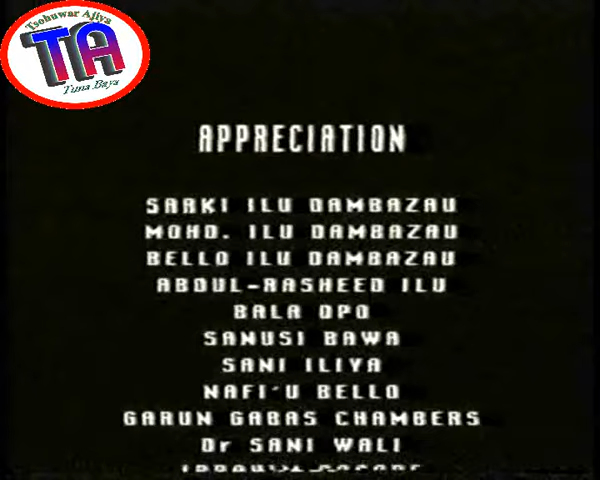 Tsohuwar Ajiya
TA
Tuna Baya
APPRECIATION
SARKI ILU DAMBAZAU
MOHD. ILU DAMBAZAU
BELLO ILU DAMBAZAU
ABDUL-RASHEED ILU
BALA OPO
SANUSI BAWA
SANI ILIYA
NAFI'U BELLO
GARUN GABAS CHAMBERS
Dr SANI WALI